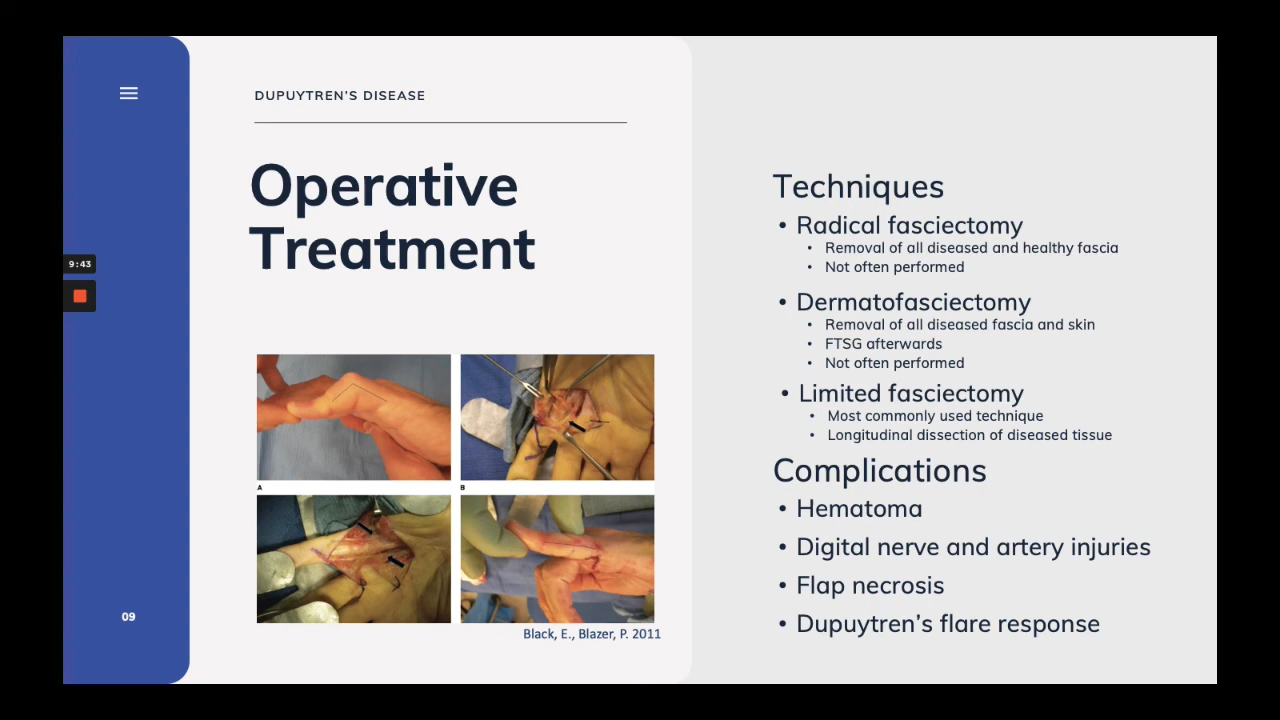 DUPUYTREN'S DISEASE
Operative
Treatment
A
B
Black, E., Blazer, P. 2011
9:43
09
Techniques
• Radical fasciectomy
• Removal of all diseased and healthy fascia
• Not often performed
• Dermatofasciectomy
• Removal of all diseased fascia and skin
• FTSG afterwards
• Not often performed
• Limited fasciectomy
• Most commonly used technique
• Longitudinal dissection of diseased tissue
Complications
• Hematoma
• Digital nerve and artery injuries
• Flap necrosis
• Dupuytren's flare response